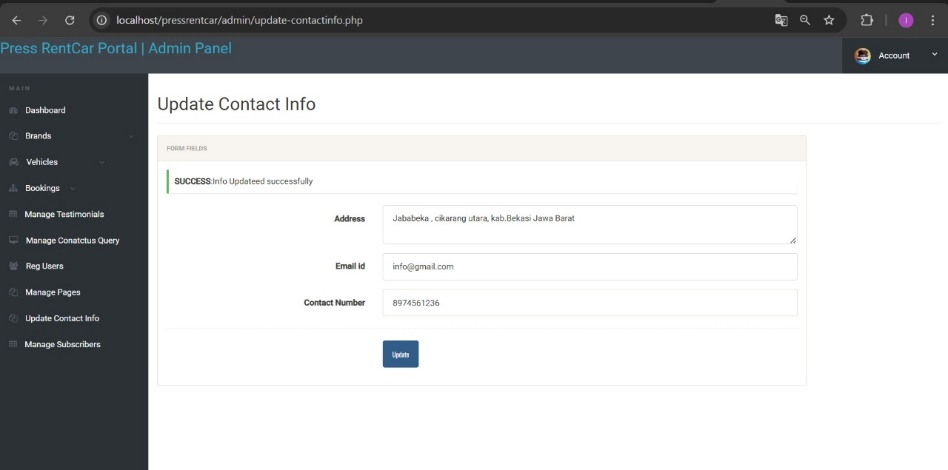 localhost/pressrentcar/admin/update-contactinfo.php
i
Press RentCar Portal | Admin Panel
Account
MAIN
Dashboard
Brands
Vehicles
Bookings
Manage Testimonials
Manage Conatctus Query
Reg Users
Manage Pages
Update Contact Info
Manage Subscribers
Update Contact Info
FORM FIELDS
SUCCESS:Info Updateed successfully
Address
Jababeka , cikarang utara, kab.Bekasi Jawa Barat
Email id
info@gmail.com
Contact Number
8974561236
Update